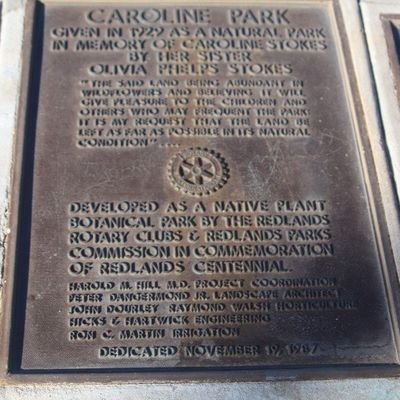 CAROLINE PARK
GIVEN IN 1929 AS A NATURAL PARK
IN MEMORY OF CAROLINE STOKES
BY HER SISTER
OLIVIA PHELPS STOKES
"THE SAID LAND BEING ABUNDANT IN
WILDFLOWERS AND BELIEVING IT WILL
GIVE PLEASURE TO THE CHILDREN AND
OTHERS WHO MAY FREQUENT THE PARK:
IT IS MY REQUEST THAT THE LAND BE
LEFT AS FAR AS POSSIBLE IN ITS NATURAL
CONDITION" ....
DEVELOPED AS A NATIVE PLANT
BOTANICAL PARK BY THE REDLANDS
ROTARY CLUBS & REDLANDS PARKS
COMMISSION IN COMMEMORATION
OF REDLANDS CENTENNIAL.
HAROLD M. HILL M.D. PROJECT COORDINATION
PETER DANGERMOND JR. LANDSCAPE ARCHITECT
JOHN DOURLEY RAYMOND WALSH HORTICULTURE
HICKS & HARTWICK ENGINEERING
RON C. MARTIN IRRIGATION
DEDICATED NOVEMBER 19, 1987